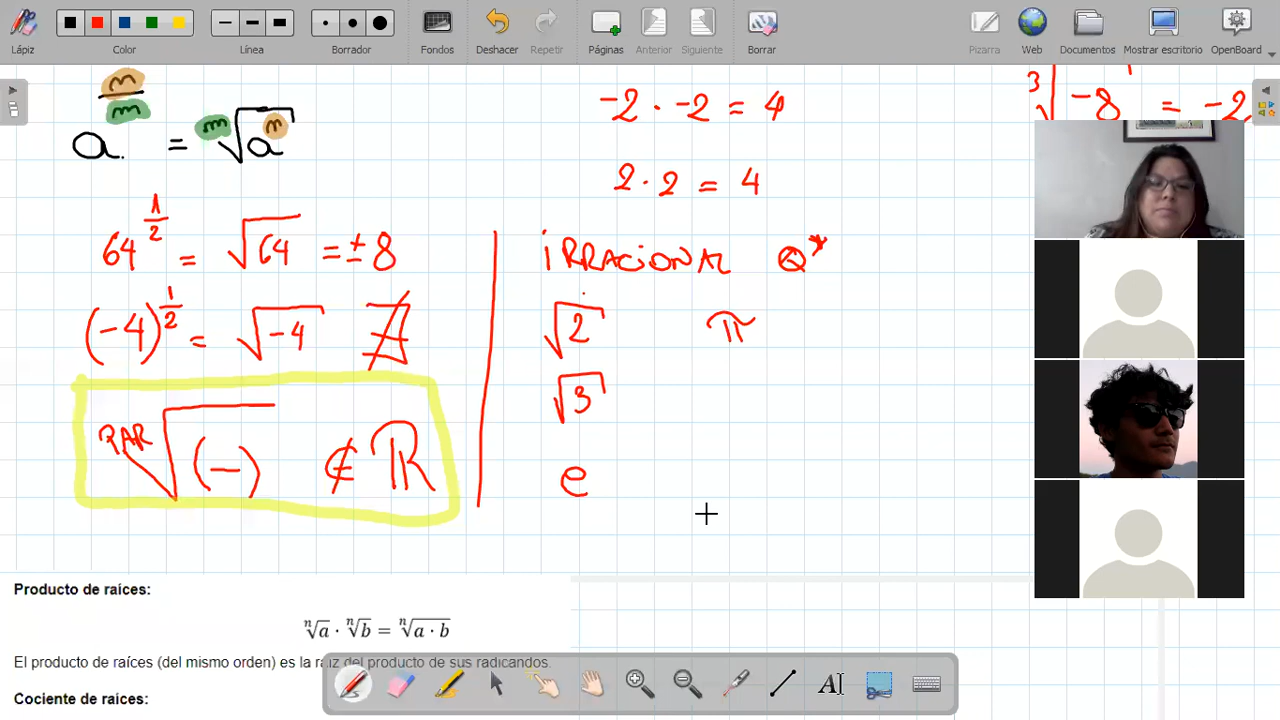 Lápiz Color Línea Borrador Fondos Deshacer Repetir Páginas Anterior Siguiente Borrar Pizarra Web Documentos Mostrar escritorio OpenBoard
a^(n/m) = ᵐ√aⁿ
64^(1/2) = √64 = ±8
(-4)^(1/2) = √-4 ∄
PAR√(-) ∉ ℝ
-2 · -2 = 4
2 · 2 = 4
iRRACiONAL Q*
√2 π
√3
e
³√-8 = -2
Producto de raíces:
ⁿ√a · ⁿ√b = ⁿ√a · b
El producto de raíces (del mismo orden) es la raíz del producto de sus radicandos.
Cociente de raíces: